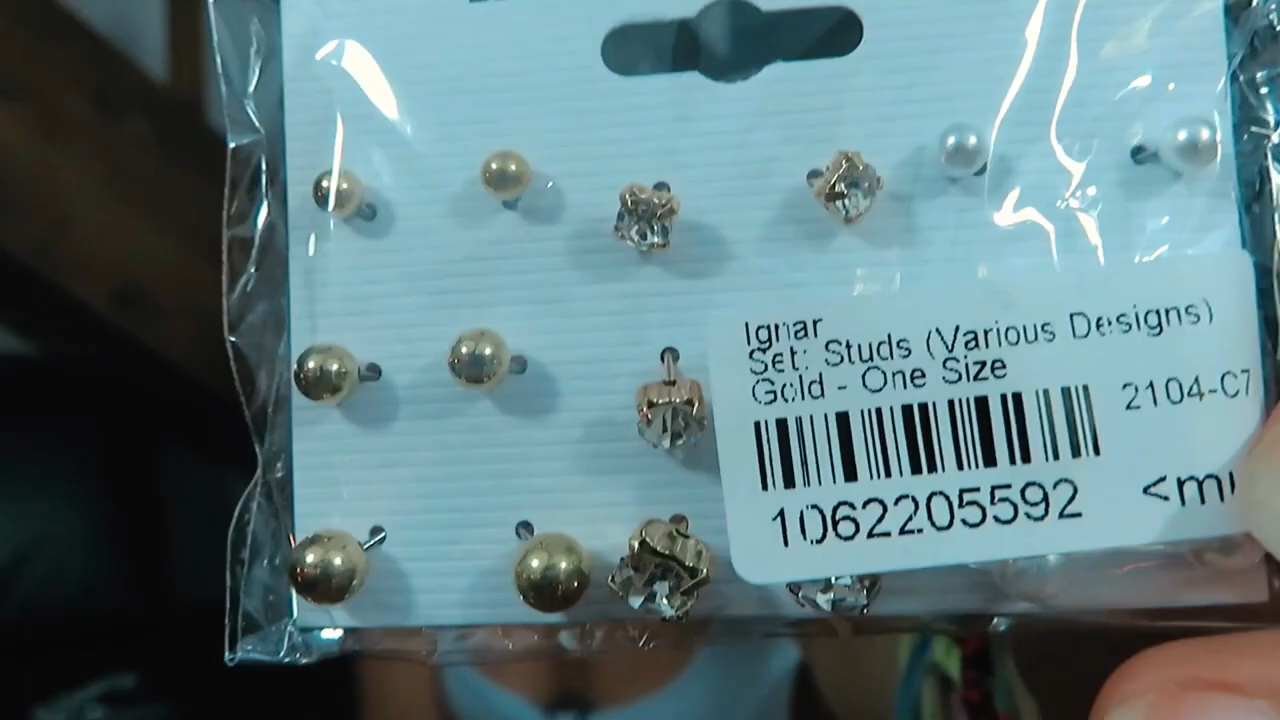 Ignar
Set: Studs (Various Designs)
Gold - One Size
2104-C7
1062205592